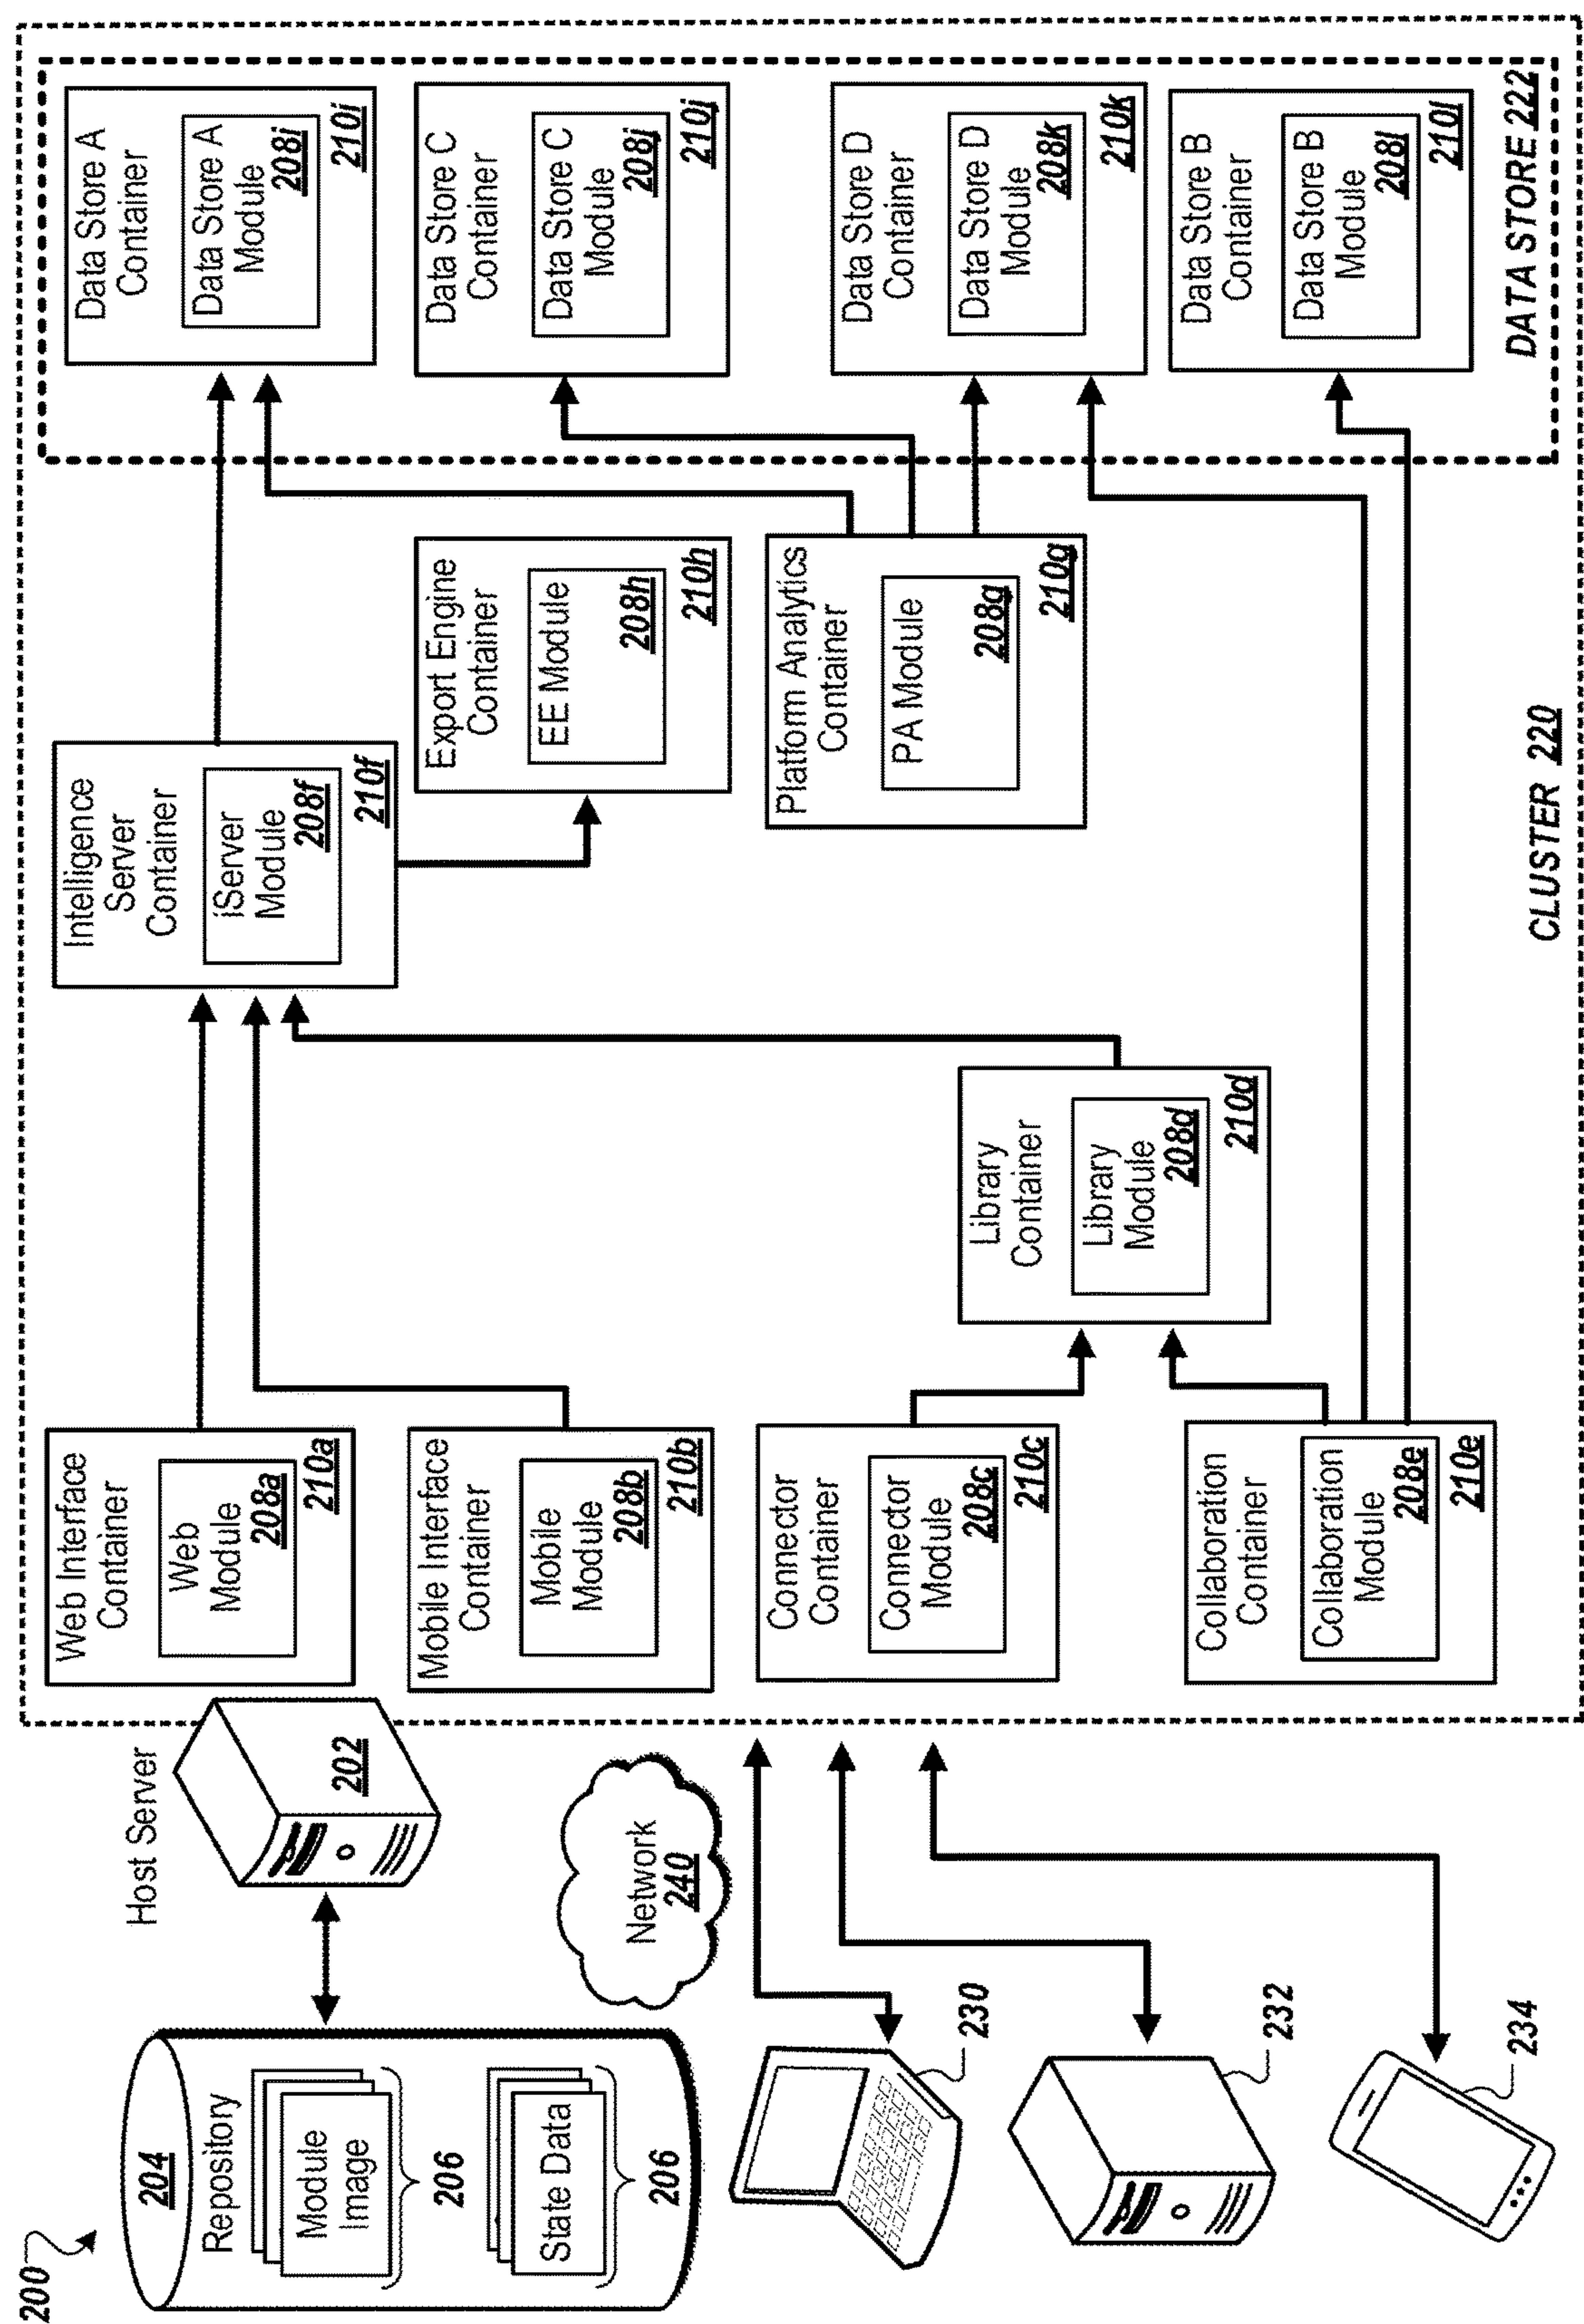 200
204
Repository
Module
Image
206
State Data
206
Host Server
202
Network
240
230
232
234
Web Interface
Container
Web
Module
208a
210a
Mobile Interface
Container
Mobile
Module
208b
210b
Connector
Container
Connector
Module
208c
210c
Collaboration
Container
Collaboration
Module
208e
210e
Library
Container
Library
Module
208d
210d
Intelligence
Server
Container
iServer
Module
208f
210f
Export Engine
Container
EE Module
208h
210h
Platform Analytics
Container
PA Module
208g
210g
Data Store A
Container
Data Store A
Module
208i
210i
Data Store C
Container
Data Store C
Module
208j
210j
Data Store D
Container
Data Store D
Module
208k
210k
Data Store B
Container
Data Store B
Module
208l
210l
DATA STORE 222
CLUSTER 220